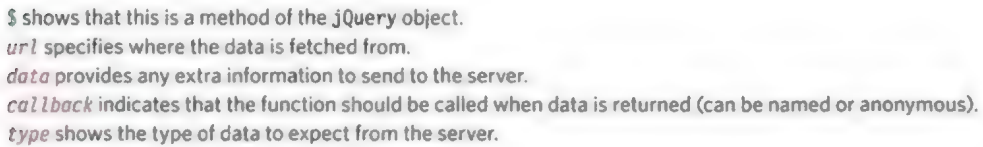 $ shows that this is a method of the jQuery object.
url specifies where the data is fetched from.
data provides any extra information to send to the server.
callback indicates that the function should be called when data is returned (can be named or anonymous).
type shows the type of data to expect from the server.